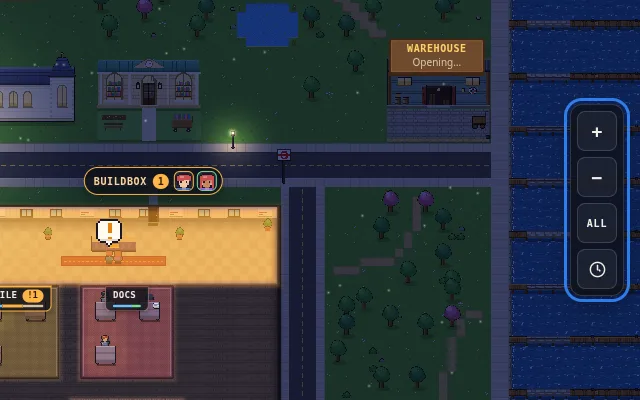 WAREHOUSE
Opening...
+
−
ALL
BUILDBOX 1
!
ILE !1
DOCS